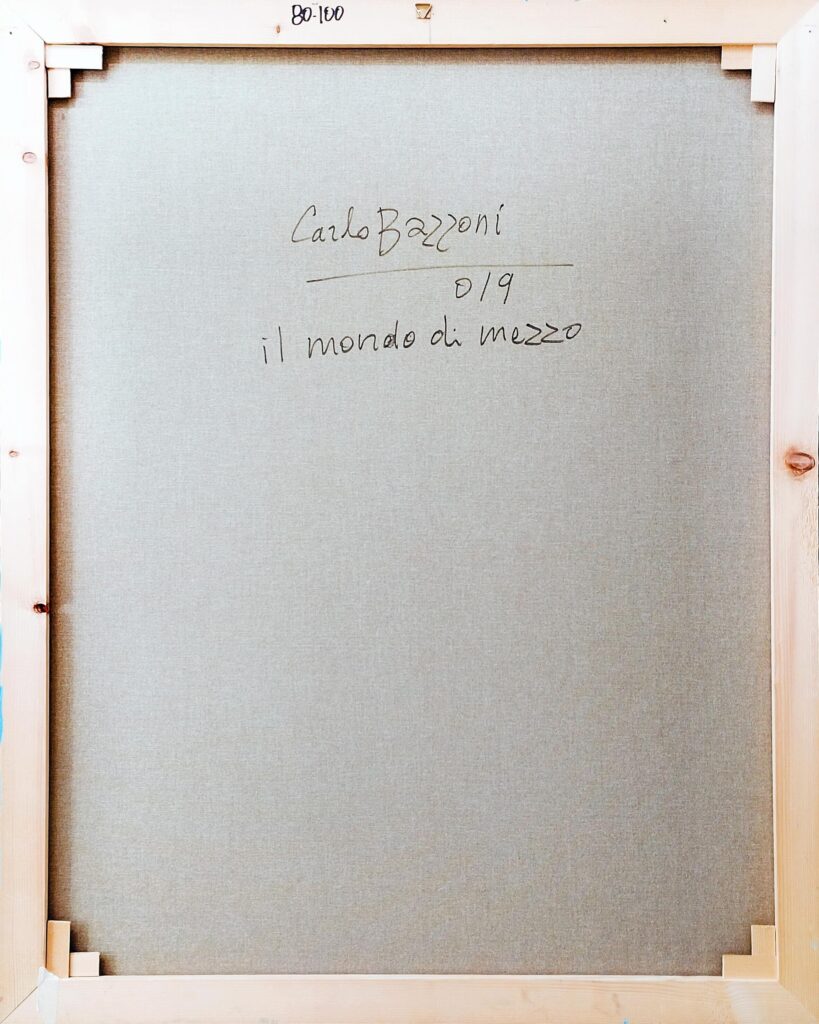 80-100
Carlo Bazzoni
019
il mondo di mezzo